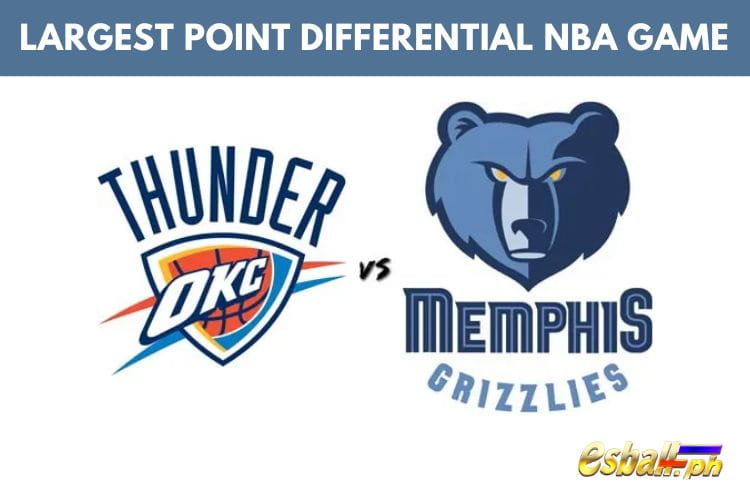 LARGEST POINT DIFFERENTIAL NBA GAME
THUNDER
OKC
vs
MEMPHIS
GRIZZLIES
esball.ph